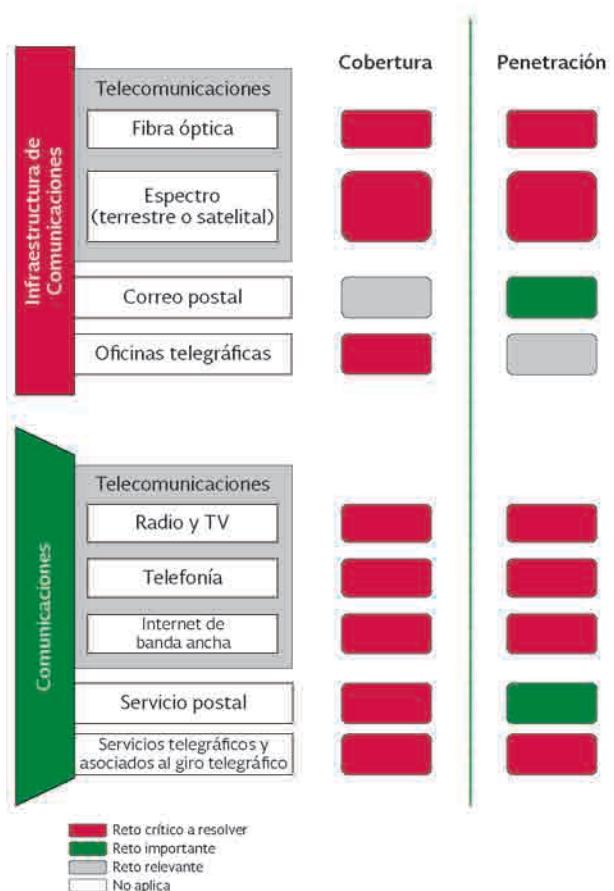 Cobertura
Penetración
Infraestructura de
Comunicaciones
Telecomunicaciones
Fibra óptica
Espectro
(terrestre o satelital)
Correo postal
Oficinas telegráficas
Comunicaciones
Telecomunicaciones
Radio y TV
Telefonía
Internet de
banda ancha
Servicio postal
Servicios telegráficos y
asociados al giro telegráfico
Reto crítico a resolver
Reto importante
Reto relevante
No aplica